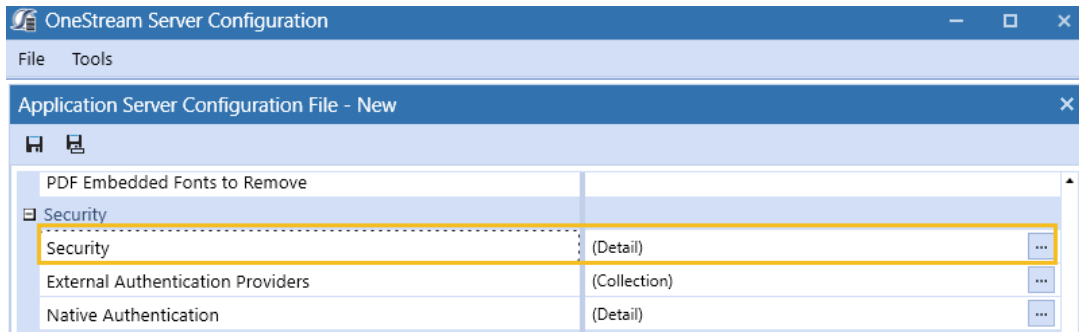 OneStream Server Configuration
File Tools
Application Server Configuration File - New
PDF Embedded Fonts to Remove
Security
Security (Detail) ...
External Authentication Providers (Collection) ...
Native Authentication (Detail) ...